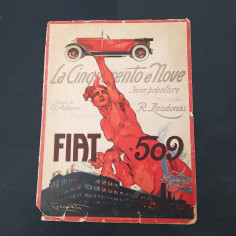 La Cinquecento e Nove
Inno popolare
R. Zandonai
FIAT 509